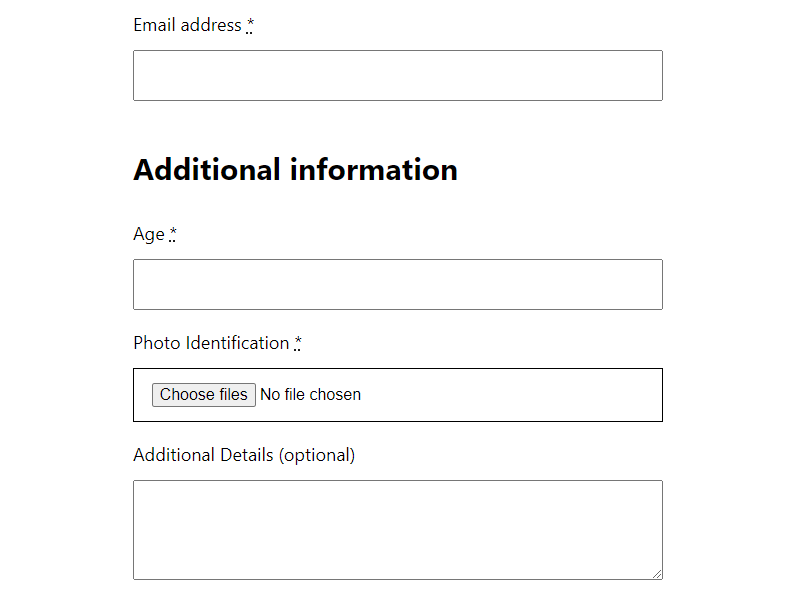 Email address *
Additional information
Age *
Photo Identification *
Choose files No file chosen
Additional Details (optional)